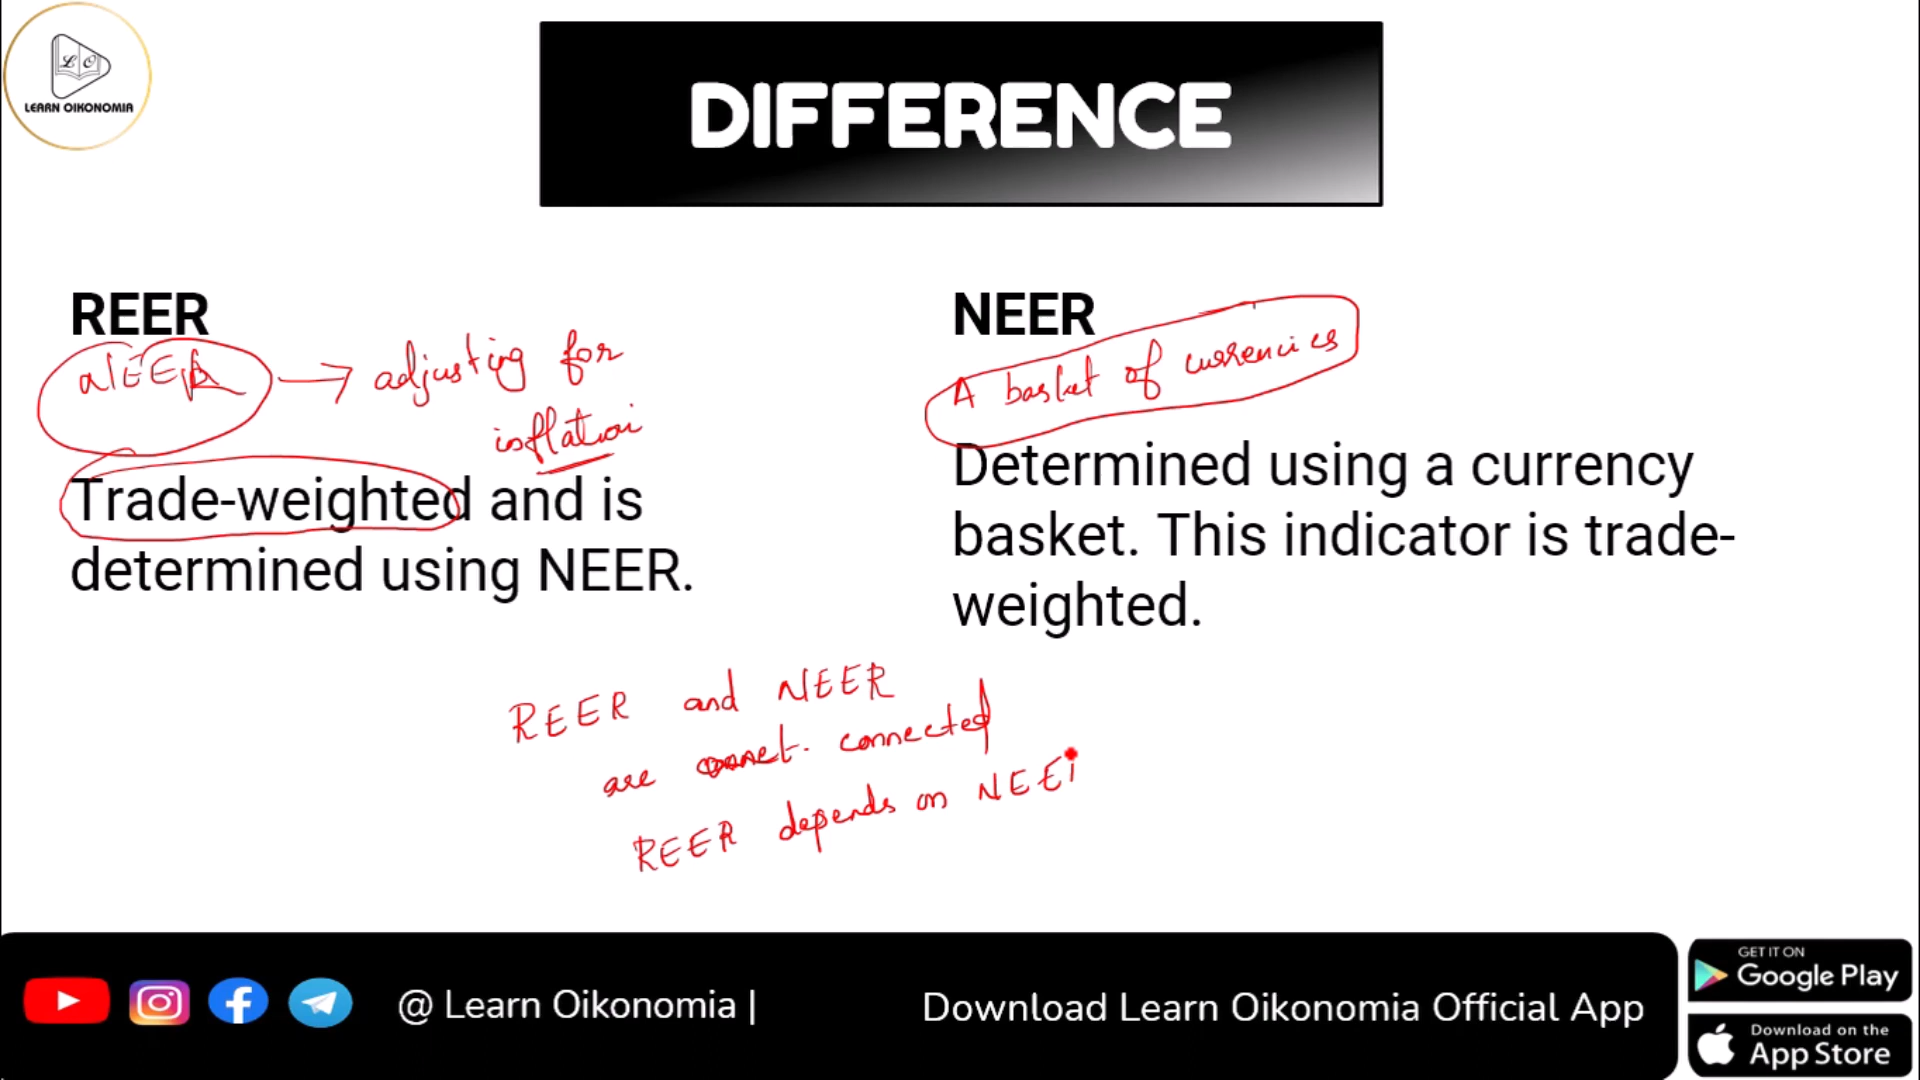 L O
LEARN OIKONOMIA
DIFFERENCE
REER
NEER → adjusting for
inflation
Trade-weighted and is
determined using NEER.
NEER
A basket of currencies
Determined using a currency
basket. This indicator is trade-
weighted.
REER and NEER
are connected
REER depends on NEE
@ Learn Oikonomia |
Download Learn Oikonomia Official App
GET IT ON
Google Play
Download on the
App Store